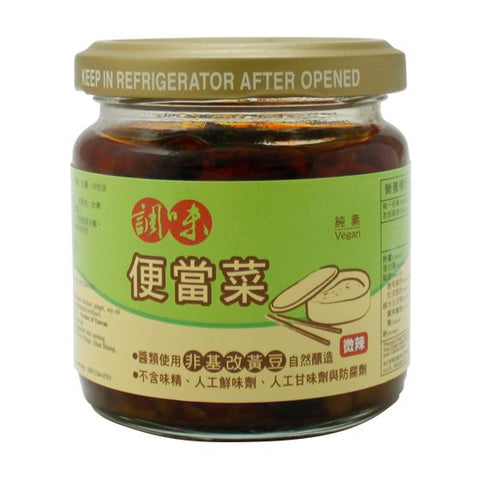 KEEP IN REFRIGERATOR AFTER OPENED
調味
純素
Vegan
便當菜
微辣
•醬類使用非基改黃豆自然釀造
•不含味精、人工鮮味劑、人工甘味劑與防腐劑